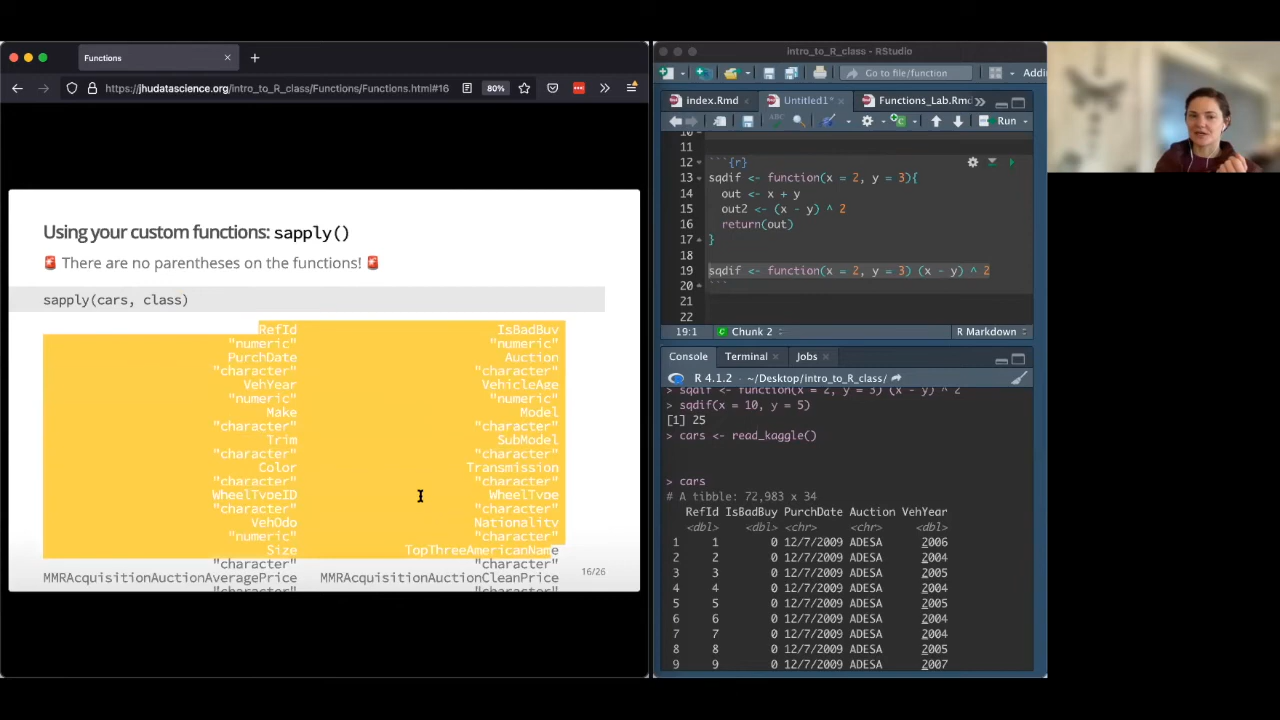 Functions
https://jhudatascience.org/intro_to_R_class/Functions/Functions.html#16
80%
Using your custom functions: sapply()
🚨 There are no parentheses on the functions! 🚨
sapply(cars, class)
RefId IsBadBuy
"numeric" "numeric"
PurchDate Auction
"character" "character"
VehYear VehicleAge
"numeric" "numeric"
Make Model
"character" "character"
Trim SubModel
"character" "character"
Color Transmission
"character" "character"
WheelTypeID WheelType
"character" "character"
VehOdo Nationality
"numeric" "character"
Size TopThreeAmericanName
"character" "character"
MMRAcquisitionAuctionAveragePrice MMRAcquisitionAuctionCleanPrice
"character" "character"
16/26
intro_to_R_class - RStudio
Go to file/function
Addi
index.Rmd
Untitled1*
Functions_Lab.Rmd
ABC
Run
10
11
12 ```{r}
13 sqdif <- function(x = 2, y = 3){
14 out <- x + y
15 out2 <- (x - y) ^ 2
16 return(out)
17 }
18
19 sqdif <- function(x = 2, y = 3) (x - y) ^ 2
20 ```
21
22
19:1 Chunk 2 R Markdown
Console Terminal Jobs
R 4.1.2 · ~/Desktop/intro_to_R_class/
> sqdif <- function(x = 2, y = 3) (x - y) ^ 2
> sqdif(x = 10, y = 5)
[1] 25
> cars <- read_kaggle()
> cars
# A tibble: 72,983 x 34
RefId IsBadBuy PurchDate Auction VehYear
<dbl> <dbl> <chr> <chr> <dbl>
1 1 0 12/7/2009 ADESA 2006
2 2 0 12/7/2009 ADESA 2004
3 3 0 12/7/2009 ADESA 2005
4 4 0 12/7/2009 ADESA 2004
5 5 0 12/7/2009 ADESA 2005
6 6 0 12/7/2009 ADESA 2004
7 7 0 12/7/2009 ADESA 2004
8 8 0 12/7/2009 ADESA 2005
9 9 0 12/7/2009 ADESA 2007